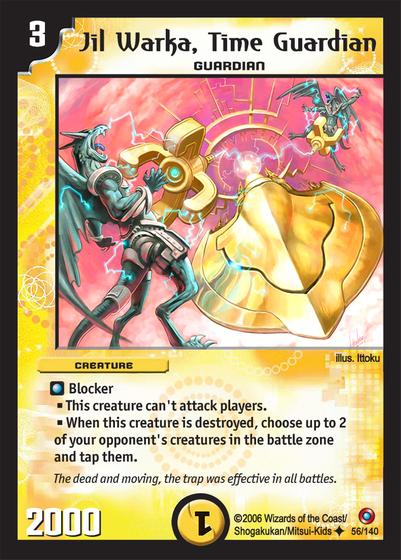 3
Jil Warka, Time Guardian
GUARDIAN
illus. Ittoku
CREATURE
Blocker
▪ This creature can't attack players.
▪ When this creature is destroyed, choose up to 2
of your opponent's creatures in the battle zone
and tap them.
The dead and moving, the trap was effective in all battles.
2000
1
©2006 Wizards of the Coast/
Shogakukan/Mitsui-Kids ✦ 56/140